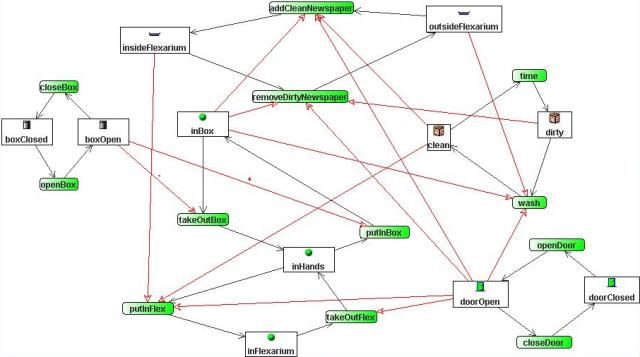 addCleanNewspaper
outsideFlexarium
insideFlexarium
time
closeBox
removeDirtyNewspaper
inBox
dirty
boxClosed
boxOpen
clean
openBox
wash
takeOutBox
putInBox
openDoor
inHands
doorOpen
doorClosed
putInFlex
takeOutFlex
closeDoor
inFlexarium